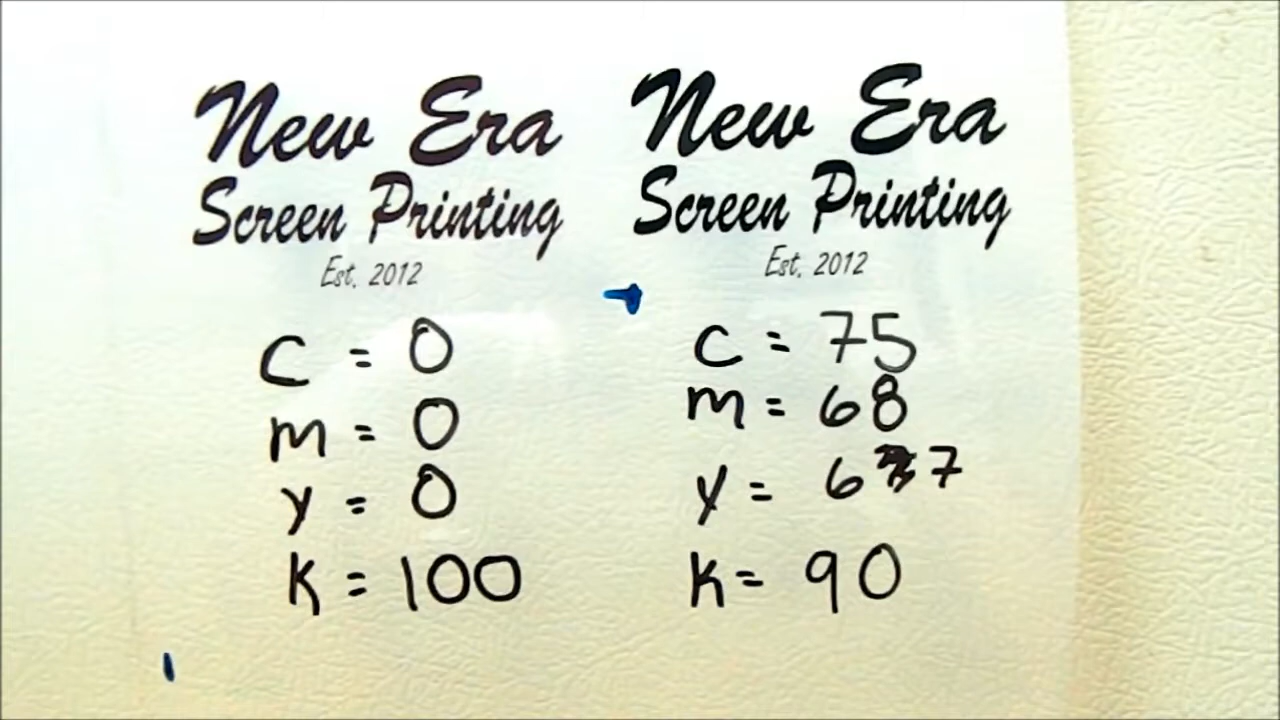 New Era
Screen Printing
Est. 2012
C = 0
m = 0
y = 0
K = 100
New Era
Screen Printing
Est. 2012
C = 75
m = 68
y = 67
K = 90